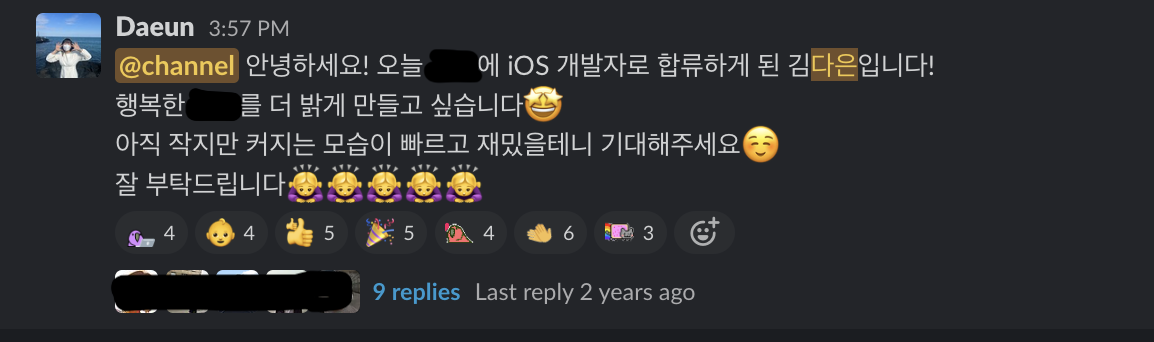 Daeun 3:57 PM
@channel 안녕하세요! 오늘 에 iOS 개발자로 합류하게 된 김다은입니다!
행복한 를 더 밝게 만들고 싶습니다🤩
아직 작지만 커지는 모습이 빠르고 재밌을테니 기대해주세요☺️
잘 부탁드립니다🙇‍♀️🙇‍♀️🙇‍♀️🙇‍♀️🙇‍♀️
4 4 5 5 4 6 3
9 replies Last reply 2 years ago